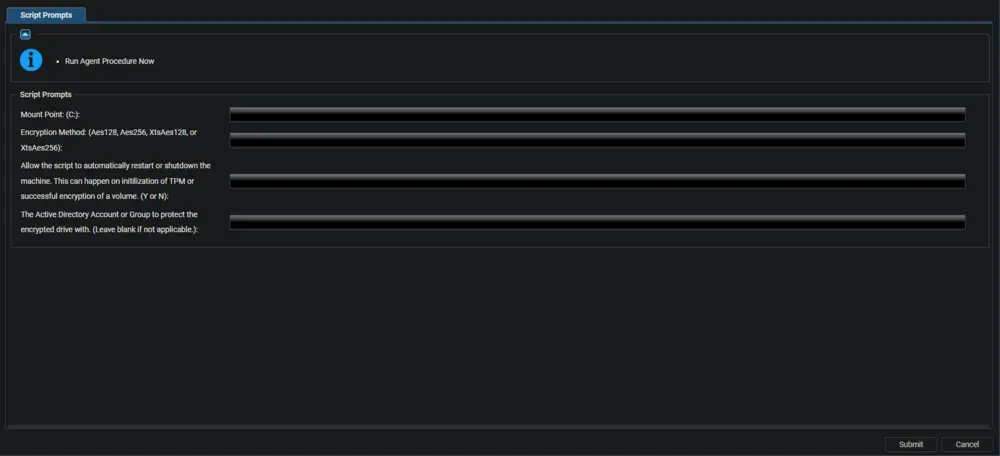 Script Prompts
Run Agent Procedure Now
Script Prompts
Mount Point: (C:):
Encryption Method: (Aes128, Aes256, XtsAes128, or
XtsAes256):
Allow the script to automatically restart or shutdown the
machine. This can happen on initilization of TPM or
successful encryption of a volume. (Y or N):
The Active Directory Account or Group to protect the
encrypted drive with. (Leave blank if not applicable.):
Submit
Cancel